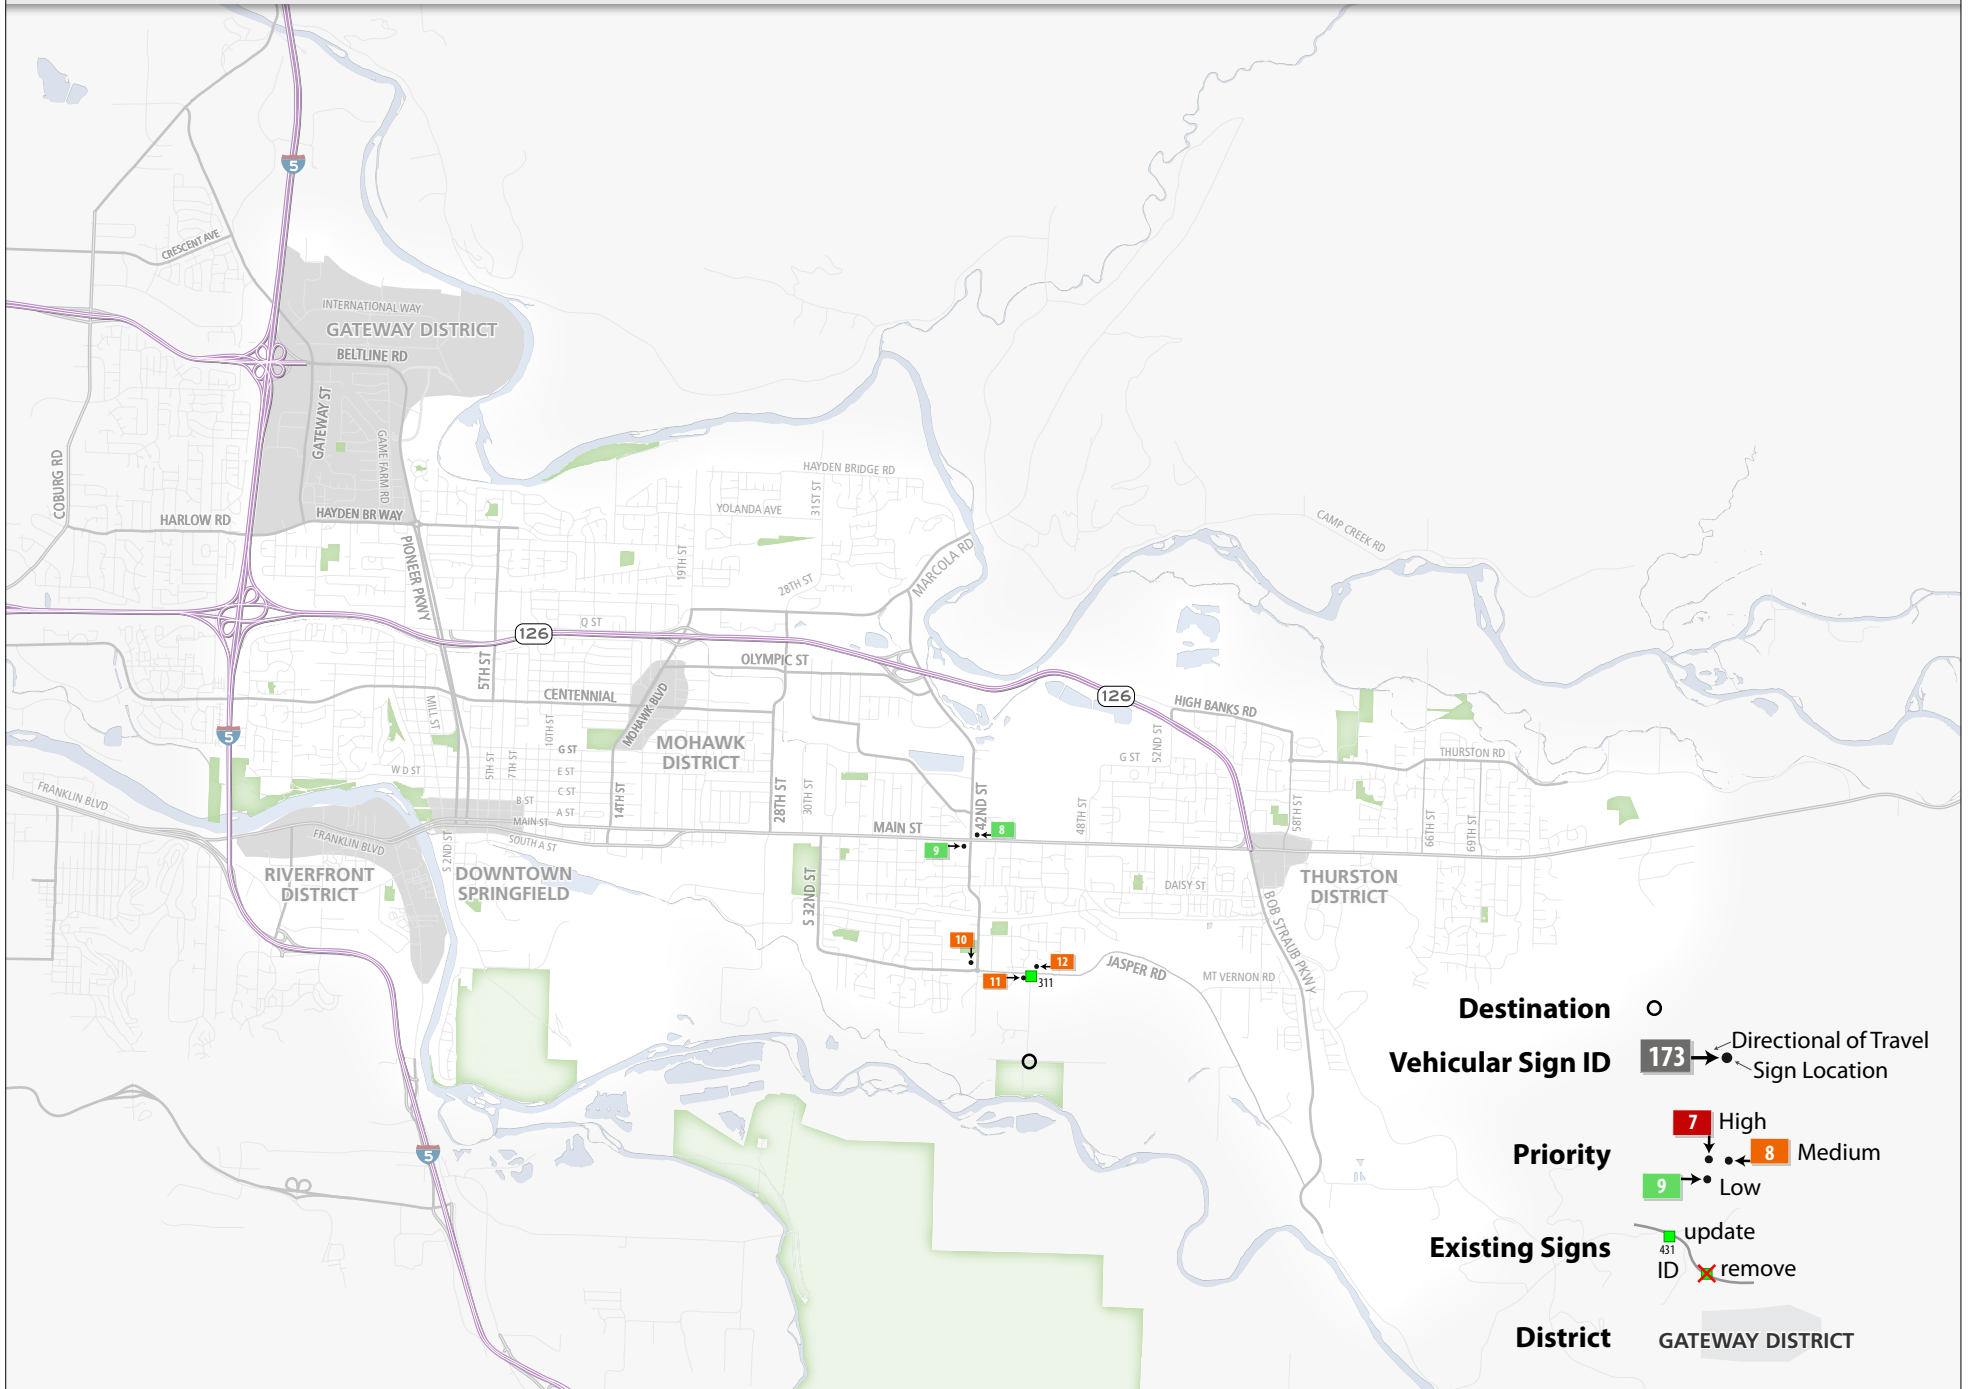 5
CRESCENT AVE
INTERNATIONAL WAY
GATEWAY DISTRICT
BELTLINE RD
GATEWAY ST
GAME FARM RD
COBURG RD
HARLOW RD
HAYDEN BR WAY
PIONEER PKWY
HAYDEN BRIDGE RD
YOLANDA AVE
31ST ST
19TH ST
28TH ST
MARCOLA RD
CAMP CREEK RD
126
Q ST
5TH ST
OLYMPIC ST
CENTENNIAL
MOHAWK BLVD
126
HIGH BANKS RD
MILL ST
10TH ST
5
G ST
MOHAWK
DISTRICT
5TH ST
7TH ST
W D ST
E ST
C ST
B ST
A ST
MAIN ST
SOUTH A ST
14TH ST
28TH ST
30TH ST
MAIN ST
42ND ST
48TH ST
G ST
52ND ST
58TH ST
THURSTON RD
66TH ST
69TH ST
FRANKLIN BLVD
FRANKLIN BLVD
S 2ND ST
8
9
RIVERFRONT
DISTRICT
DOWNTOWN
SPRINGFIELD
S 32ND ST
DAISY ST
THURSTON
DISTRICT
BOB STRAUB PKWY
10
12
11
311
JASPER RD
MT VERNON RD
5
Destination
Vehicular Sign ID
173
Directional of Travel
Sign Location
Priority
7
High
8
Medium
9
Low
Existing Signs
update
431
ID
remove
District
GATEWAY DISTRICT